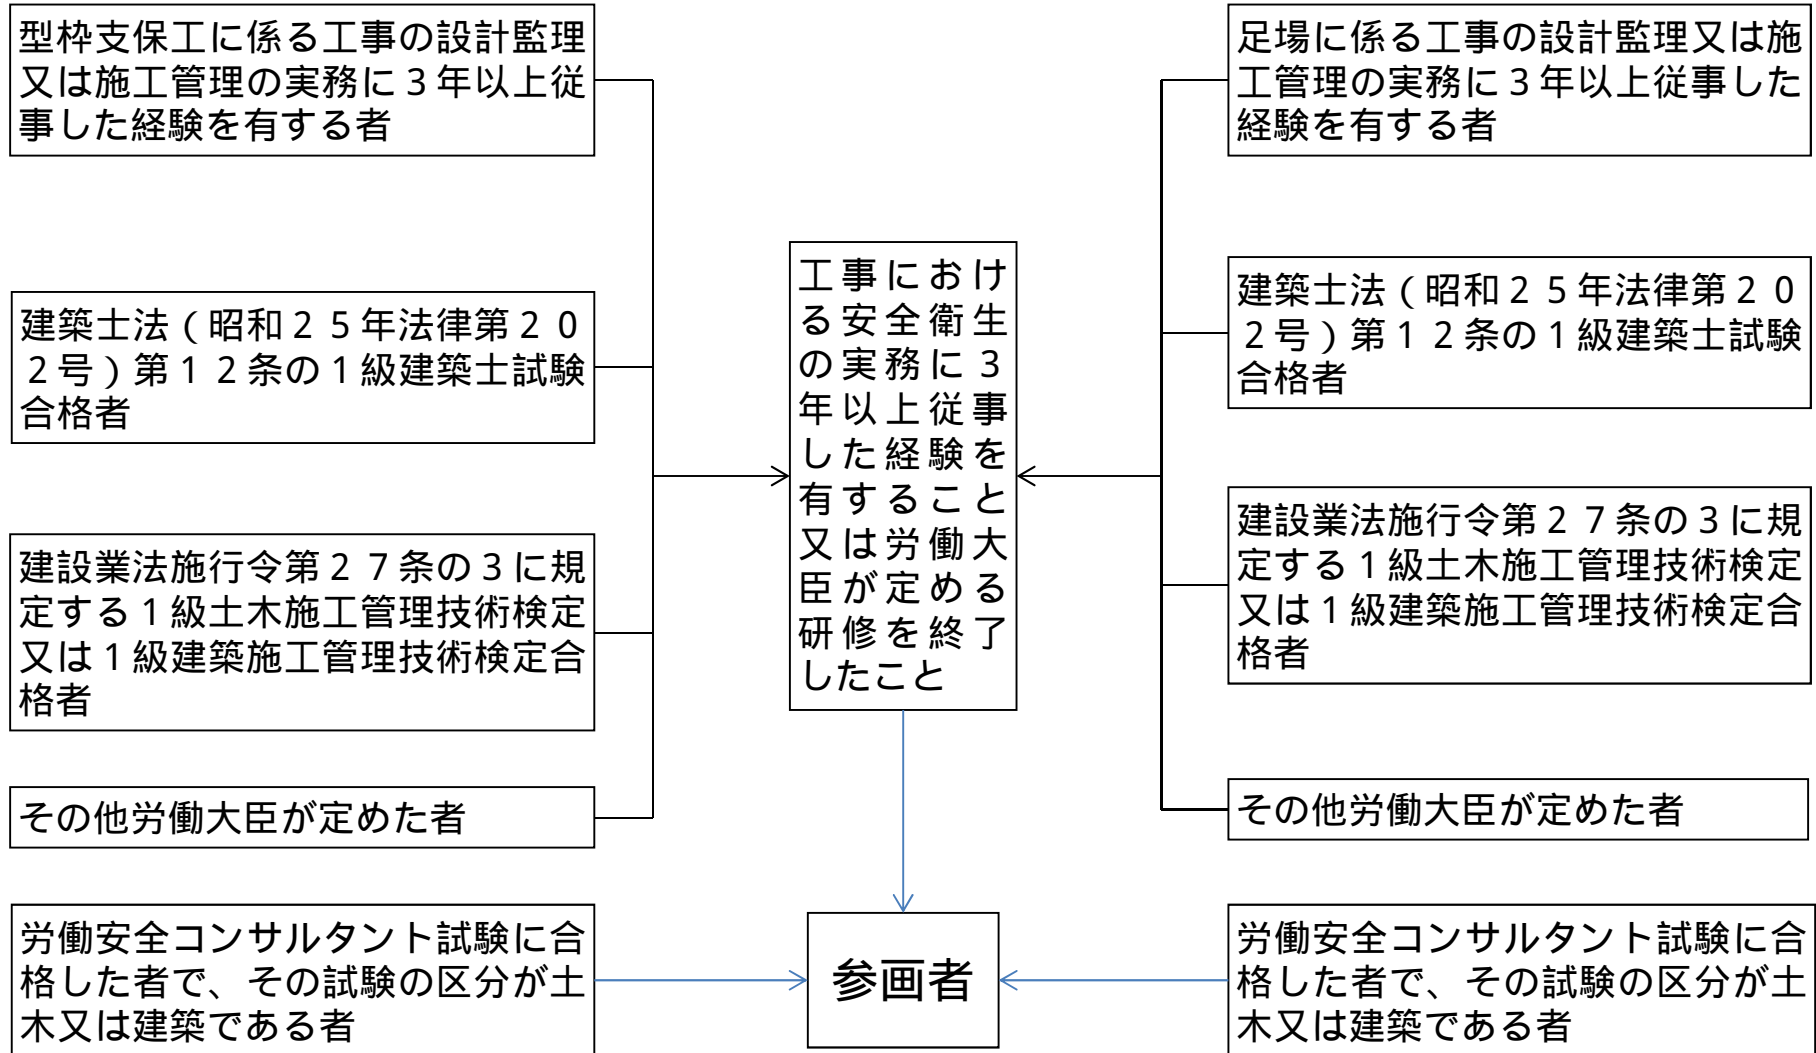 型枠支保工に係る工事の設計監理
又は施工管理の実務に3年以上従
事した経験を有する者
建築士法(昭和25年法律第20
2号)第12条の1級建築士試験
合格者
建設業法施行令第27条の3に規
定する1級土木施工管理技術検定
又は1級建築施工管理技術検定合
格者
その他労働大臣が定めた者
労働安全コンサルタント試験に合
格した者で、その試験の区分が土
木又は建築である者
工事におけ
る安全衛生
の実務に3
年以上従事
した経験を
有すること
又は労働大
臣が定める
研修を終了
したこと
参画者
足場に係る工事の設計監理又は施
工管理の実務に3年以上従事した
経験を有する者
建築士法(昭和25年法律第20
2号)第12条の1級建築士試験
合格者
建設業法施行令第27条の3に規
定する1級土木施工管理技術検定
又は1級建築施工管理技術検定合
格者
その他労働大臣が定めた者
労働安全コンサルタント試験に合
格した者で、その試験の区分が土
木又は建築である者